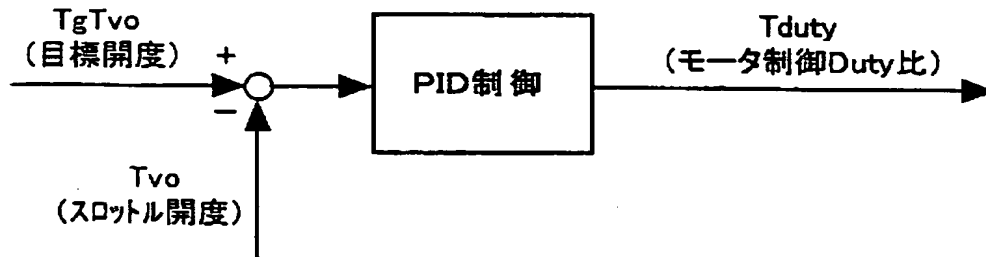 TgTvo
(目標開度)
+
−
Tvo
(スロットル開度)
PID制御
Tduty
(モータ制御Duty比)